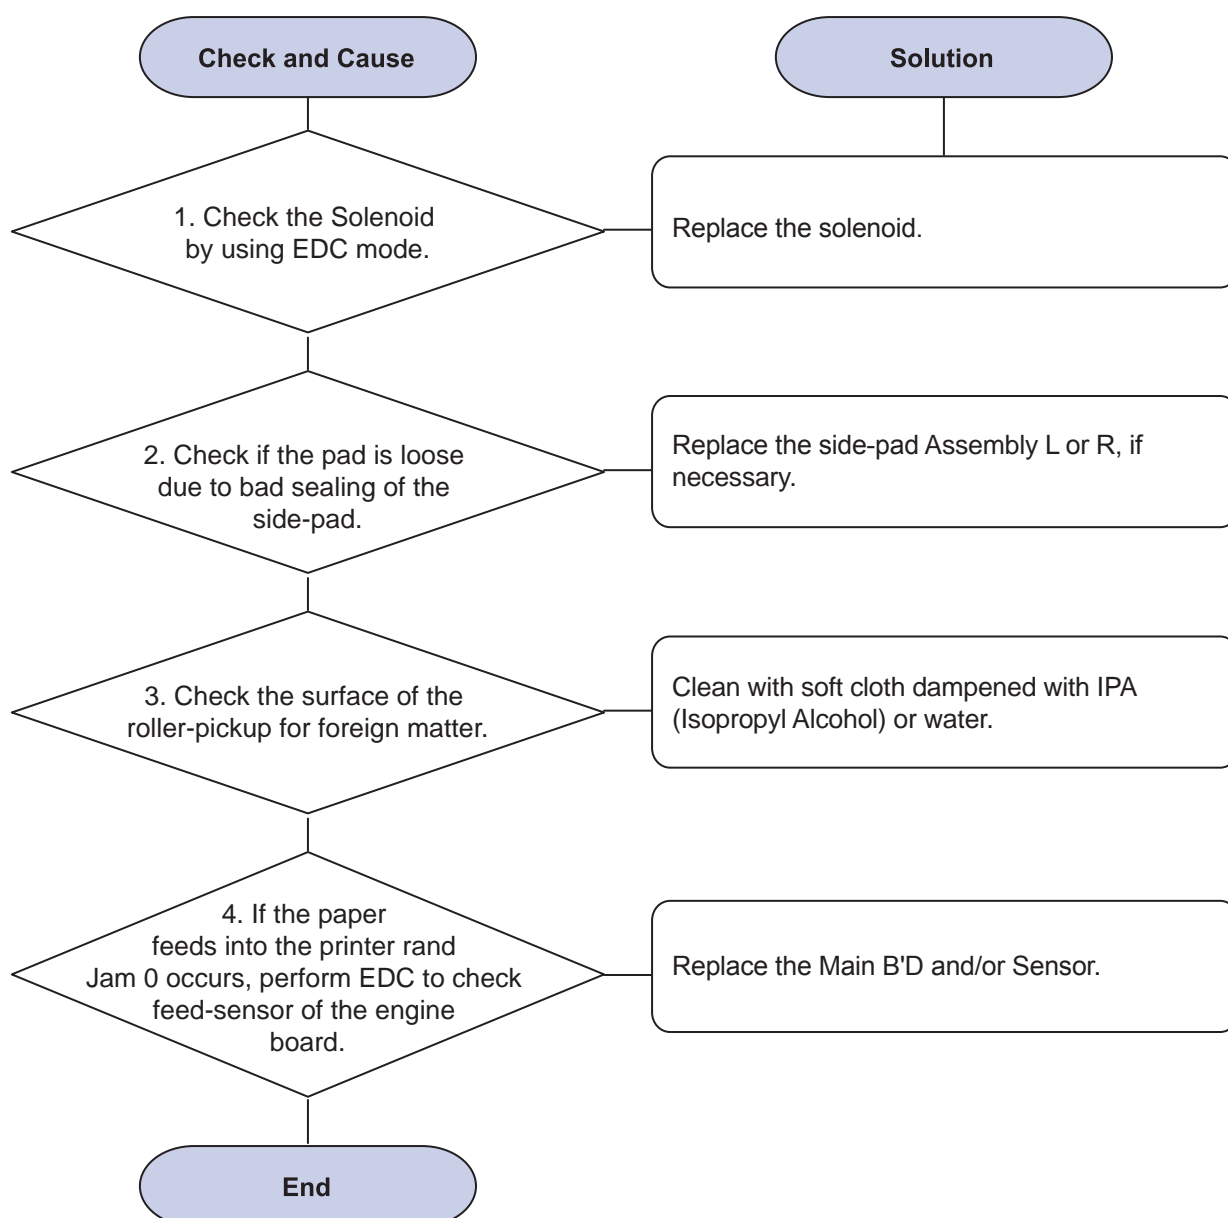 Check and Cause
Solution
1. Check the Solenoid
by using EDC mode.
Replace the solenoid.
2. Check if the pad is loose
due to bad sealing of the
side-pad.
Replace the side-pad Assembly L or R, if
necessary.
3. Check the surface of the
roller-pickup for foreign matter.
Clean with soft cloth dampened with IPA
(Isopropyl Alcohol) or water.
4. If the paper
feeds into the printer rand
Jam 0 occurs, perform EDC to check
feed-sensor of the engine
board.
Replace the Main B'D and/or Sensor.
End